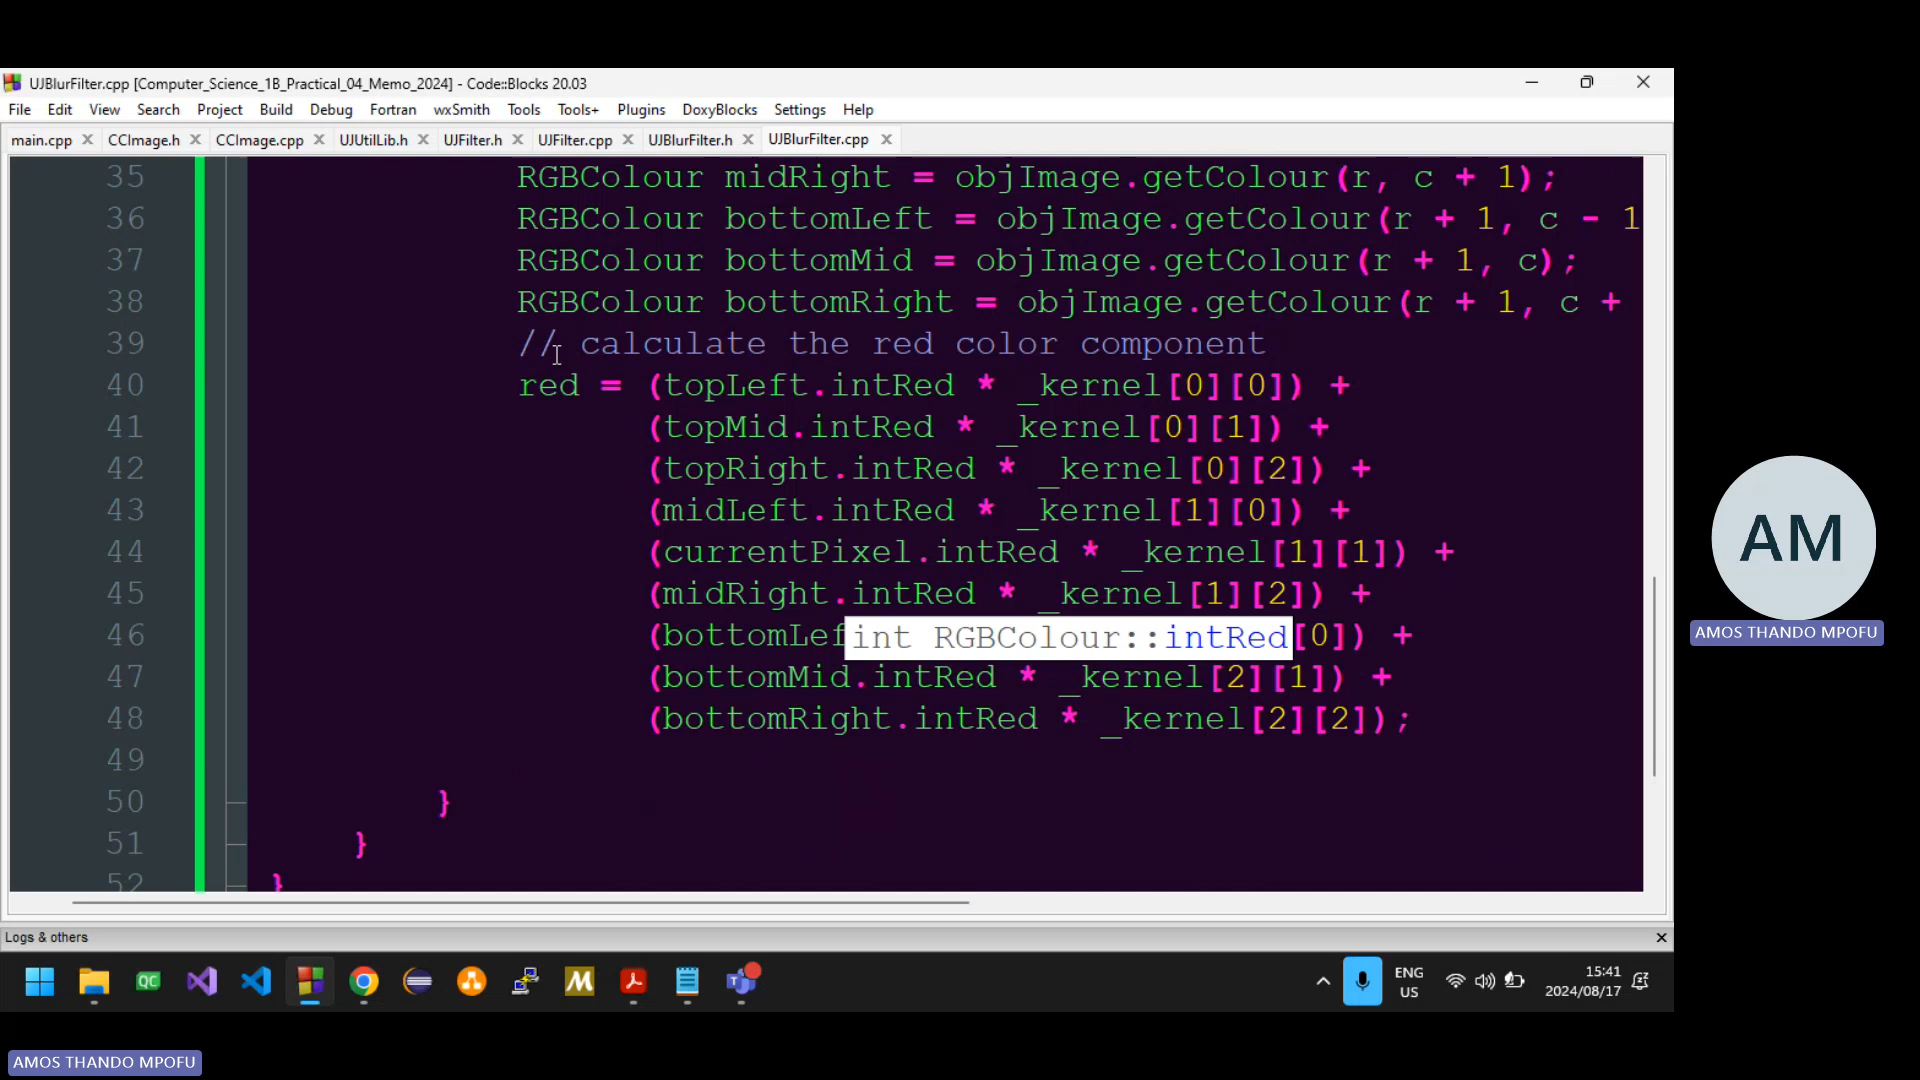 UJBlurFilter.cpp [Computer_Science_1B_Practical_04_Memo_2024] - Code::Blocks 20.03
File Edit View Search Project Build Debug Fortran wxSmith Tools Tools+ Plugins DoxyBlocks Settings Help
main.cpp CCImage.h CCImage.cpp UJUtilLib.h UJFilter.h UJFilter.cpp UJBlurFilter.h UJBlurFilter.cpp
35 RGBColour midRight = objImage.getColour(r, c + 1);
36 RGBColour bottomLeft = objImage.getColour(r + 1, c - 1
37 RGBColour bottomMid = objImage.getColour(r + 1, c);
38 RGBColour bottomRight = objImage.getColour(r + 1, c +
39 // calculate the red color component
40 red = (topLeft.intRed * _kernel[0][0]) +
41 (topMid.intRed * _kernel[0][1]) +
42 (topRight.intRed * _kernel[0][2]) +
43 (midLeft.intRed * _kernel[1][0]) +
44 (currentPixel.intRed * _kernel[1][1]) +
45 (midRight.intRed * _kernel[1][2]) +
46 (bottomLef int RGBColour::intRed [0]) +
47 (bottomMid.intRed * _kernel[2][1]) +
48 (bottomRight.intRed * _kernel[2][2]);
49
50 }
51 }
52 }
Logs & others
AM
AMOS THANDO MPOFU
QC
M
ENG
US
15:41
2024/08/17
AMOS THANDO MPOFU